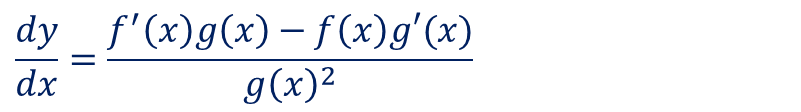 dy/dx = f′(x)g(x) − f(x)g′(x) / g(x)²